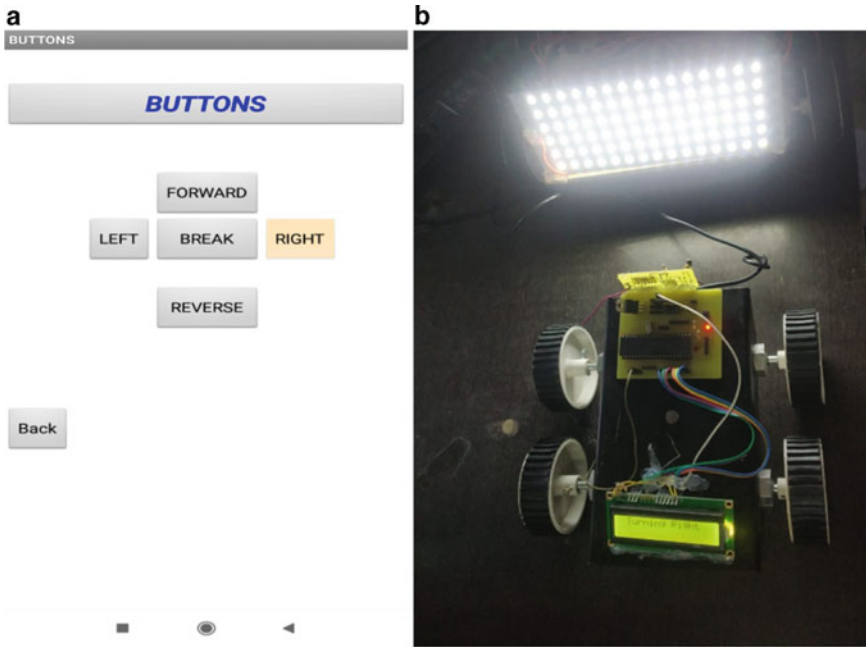 a
BUTTONS
BUTTONS
FORWARD
LEFT BREAK RIGHT
REVERSE
Back
b
Turning Right